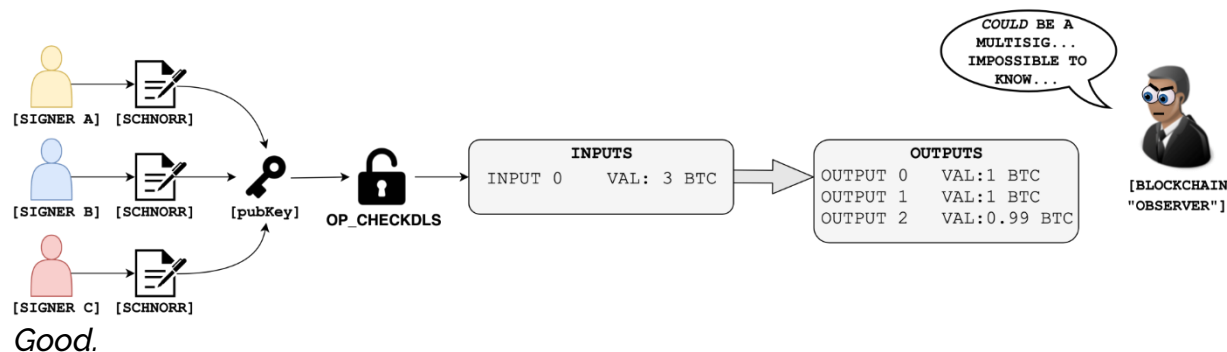 COULD BE A
MULTISIG...
IMPOSSIBLE TO
KNOW...
[SIGNER A] [SCHNORR]
[SIGNER B] [SCHNORR]
[SIGNER C] [SCHNORR]
[pubKey]
OP_CHECKDLS
INPUTS
INPUT 0 VAL: 3 BTC
OUTPUTS
OUTPUT 0 VAL:1 BTC
OUTPUT 1 VAL:1 BTC
OUTPUT 2 VAL:0.99 BTC
[BLOCKCHAIN
"OBSERVER"]
Good.